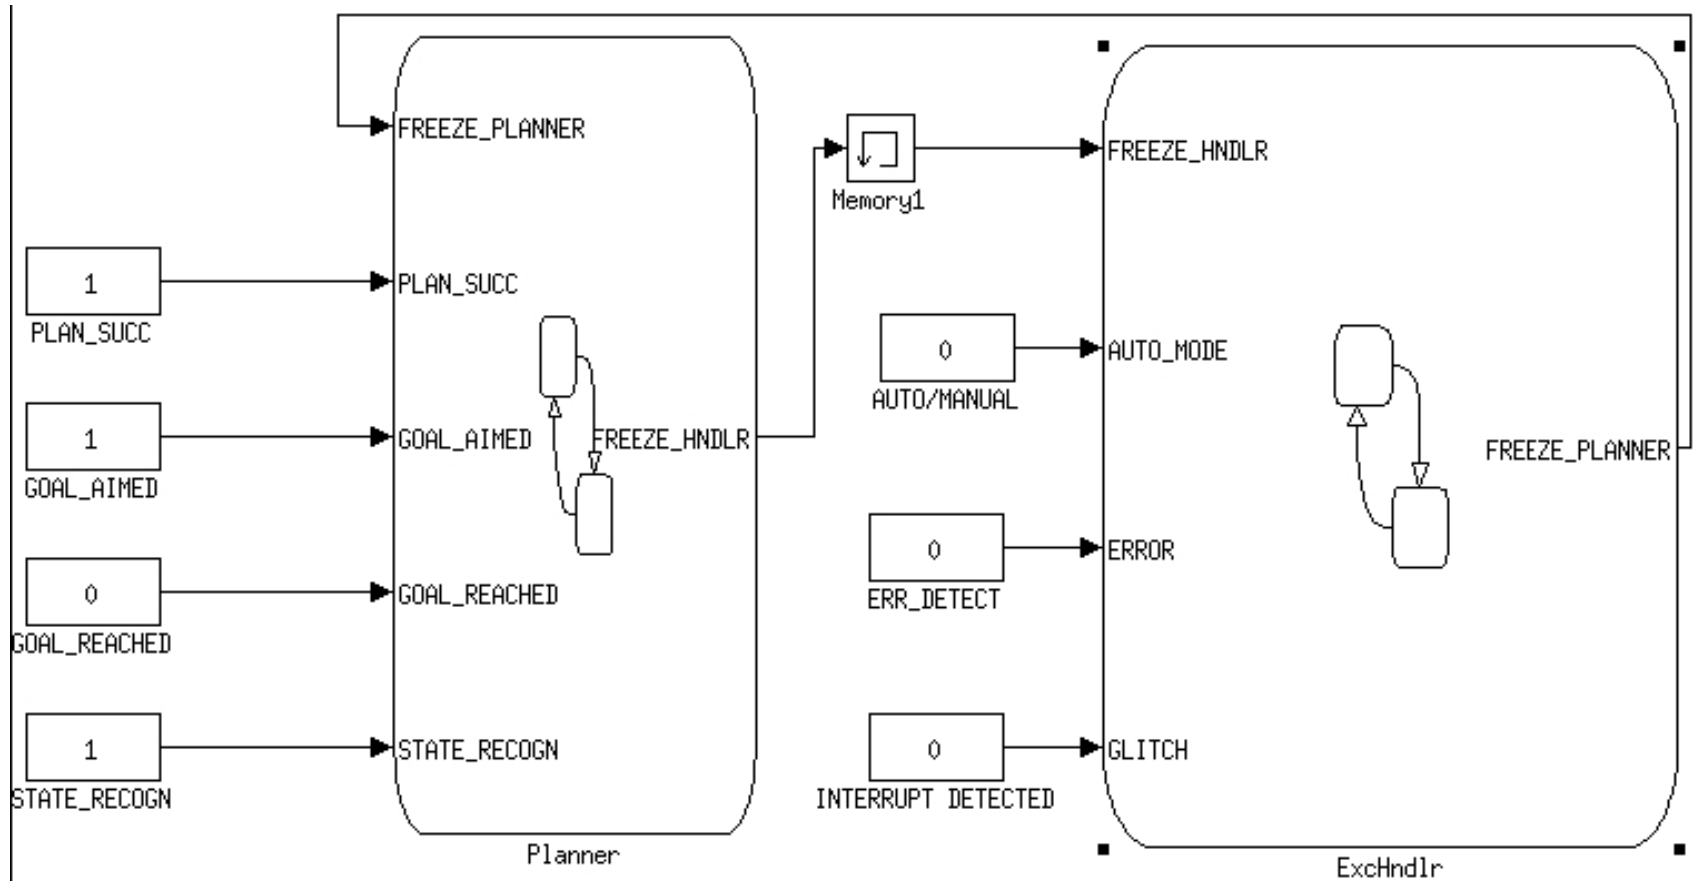 FREEZE_PLANNER
PLAN_SUCC
GOAL_AIMED
GOAL_REACHED
STATE_RECOGN
FREEZE_HNDLR
Planner
1
PLAN_SUCC
1
GOAL_AIMED
0
GOAL_REACHED
1
STATE_RECOGN
Memory1
FREEZE_HNDLR
AUTO_MODE
ERROR
GLITCH
FREEZE_PLANNER
ExcHndlr
0
AUTO/MANUAL
0
ERR_DETECT
0
INTERRUPT DETECTED